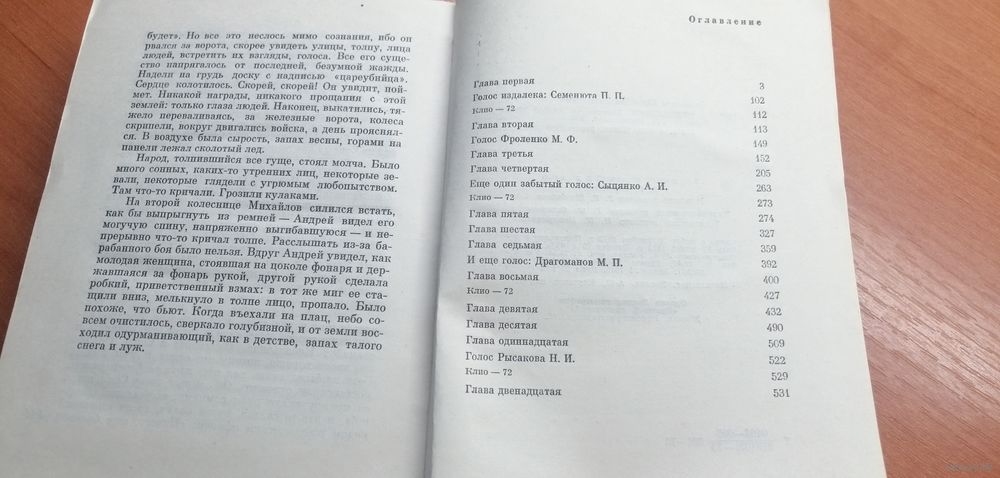 будет». Но все это неслось мимо сознания, ибо он
рвался за ворота, скорее увидеть улицы, толпу, лица
людей, встретить их взгляды, голоса. Все его суще-
ство напрягалось от последней, безумной жажды.
Надели на грудь доску с надписью «цареубийца».
Сердце колотилось. Скорей, скорей! Он увидит, пой-
мет. Никакой награды, никакого прощания с этой
землей: только глаза людей. Наконец, выкатились, тя-
жело переваливаясь, за железные ворота, колеса
скрипели, вокруг двигались войска, а день прояснял-
ся. В воздухе была сырость, запах весны, горами на
панели лежал сколотый лед.
Народ, толпившийся все гуще, стоял молча. Было
много сонных, каких-то утренних лиц, некоторые зе-
вали, некоторые глядели с угрюмым любопытством.
Там что-то кричали. Грозили кулаками.
На второй колеснице Михайлов силился встать,
как бы выпрыгнуть из ремней — Андрей видел его
могучую спину, напряженно выгибавшуюся — и не-
прерывно что-то кричал толпе. Расслышать из-за ба-
рабанного боя было нельзя. Вдруг Андрей увидел, как
молодая женщина, стоявшая на цоколе фонаря и дер-
жавшаяся за фонарь рукой, другой рукой сделала
робкий, приветственный взмах: в тот же миг ее ста-
щили вниз, мелькнуло в толпе лицо, пропало. Было
похоже, что бьют. Когда въехали на плац, небо со-
всем очистилось, сверкало голубизной, и от земли вос-
ходил одурманивающий, как в детстве, запах талого
снега и луж.
Оглавление
Глава первая 3
Голос издалека: Семенюта П. П. 102
Клио — 72 112
Глава вторая 113
Голос Фроленко М. Ф. 149
Глава третья 152
Глава четвертая 205
Еще один забытый голос: Сыцянко А. И. 263
Клио — 72 273
Глава пятая 274
Глава шестая 327
Глава седьмая 359
И еще голос: Драгоманов М. П. 392
Глава восьмая 400
Клио — 72 427
Глава девятая 432
Глава десятая 490
Глава одиннадцатая 509
Голос Рысакова Н. И. 522
Клио — 72 529
Глава двенадцатая 531